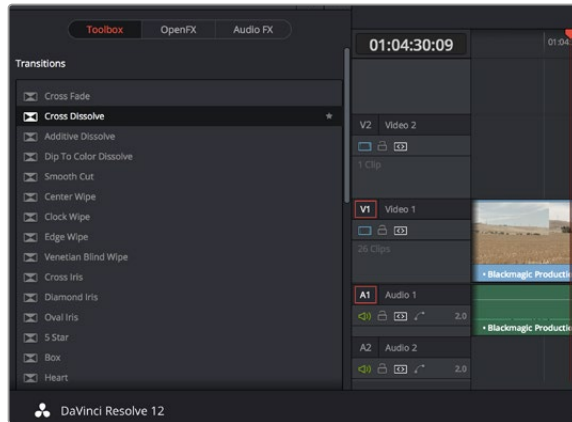 Toolbox OpenFX Audio FX
Transitions
Cross Fade
Cross Dissolve
Additive Dissolve
Dip To Color Dissolve
Smooth Cut
Center Wipe
Clock Wipe
Edge Wipe
Venetian Blind Wipe
Cross Iris
Diamond Iris
Oval Iris
5 Star
Box
Heart
01:04:30:09
01:04:
V2 Video 2
1 Clip
V1 Video 1
26 Clips
• Blackmagic Productio
A1 Audio 1
2.0
• Blackmagic Productio
A2 Audio 2
2.0
DaVinci Resolve 12